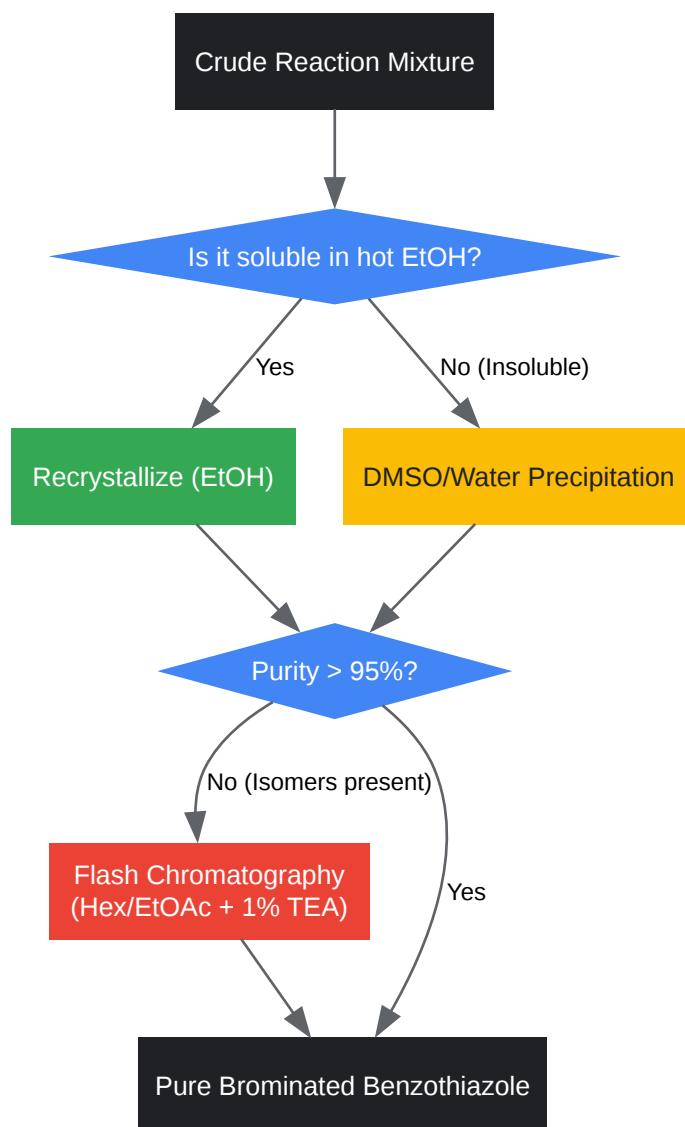 Crude Reaction Mixture
Is it soluble in hot EtOH?
Yes
No (Insoluble)
Recrystallize (EtOH)
DMSO/Water Precipitation
Purity > 95%?
No (Isomers present)
Flash Chromatography
(Hex/EtOAc + 1% TEA)
Yes
Pure Brominated Benzothiazole